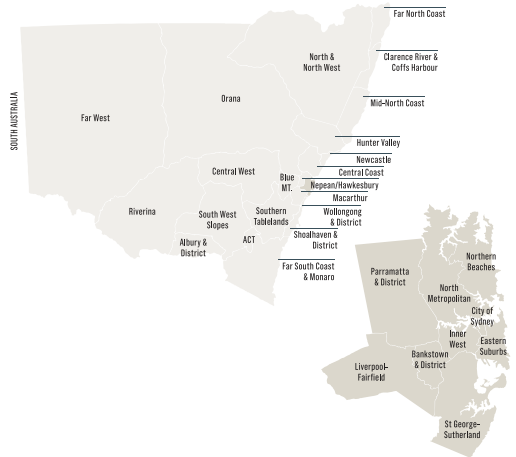 Far North Coast
North &
North West
Clarence River &
Coffs Harbour
Orana
Mid–North Coast
SOUTH AUSTRALIA
Far West
Hunter Valley
Newcastle
Central West
Central Coast
Blue
MT.
Nepean/Hawkesbury
Macarthur
Riverina
South West
Slopes
Southern
Tablelands
Wollongong
& District
Albury &
District
ACT
Shoalhaven &
District
Far South Coast
& Monaro
Northern
Beaches
Parramatta
& District
North
Metropolitan
City of
Sydney
Inner
West
Eastern
Suburbs
Bankstown
& District
Liverpool–
Fairfield
St George–
Sutherland